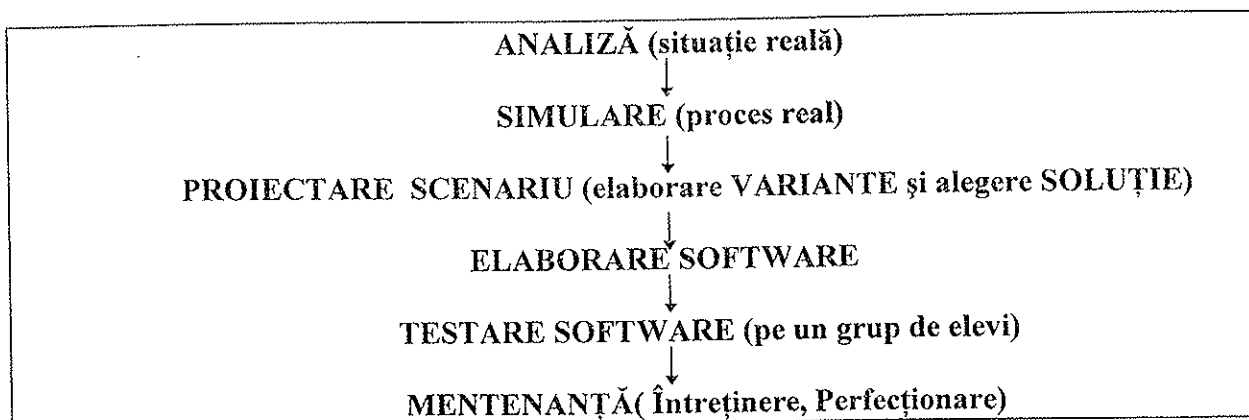 ANALIZĂ (situație reală)
SIMULARE (proces real)
PROIECTARE SCENARIU (elaborare VARIANTE și alegere SOLUȚIE)
ELABORARE SOFTWARE
TESTARE SOFTWARE (pe un grup de elevi)
MENTENANȚĂ( Întreținere, Perfecționare)